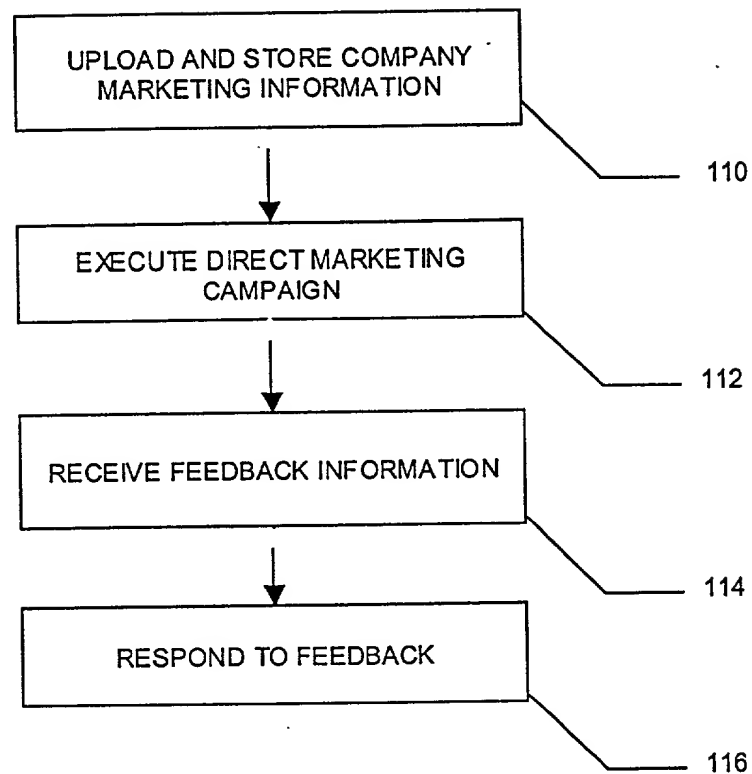 UPLOAD AND STORE COMPANY
MARKETING INFORMATION
110
EXECUTE DIRECT MARKETING
CAMPAIGN
112
RECEIVE FEEDBACK INFORMATION
114
RESPOND TO FEEDBACK
116